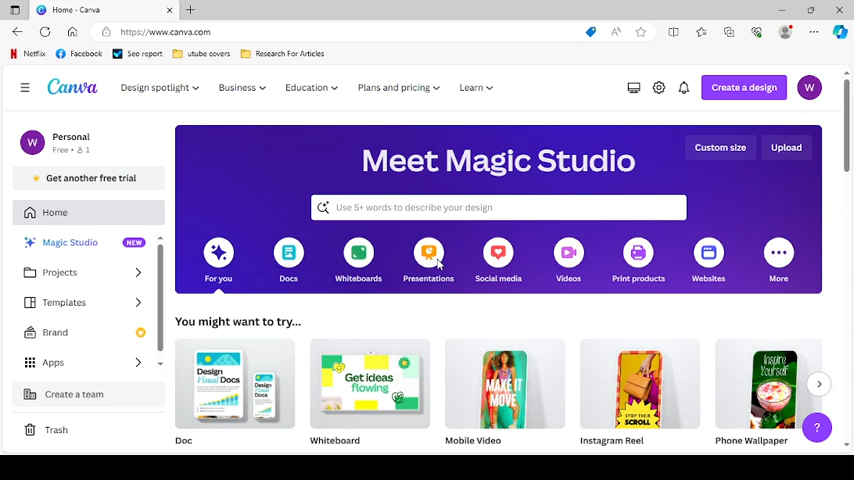 Home - Canva
https://www.canva.com
Netflix
Facebook
Seo report
utube covers
Research For Articles
Canva
Design spotlight
Business
Education
Plans and pricing
Learn
Create a design
W
W
Personal
Free • 1
Get another free trial
Home
Magic Studio
NEW
Projects
Templates
Brand
Apps
Create a team
Trash
Meet Magic Studio
Custom size
Upload
Use 5+ words to describe your design
For you
Docs
Whiteboards
Presentations
Social media
Videos
Print products
Websites
More
You might want to try...
Design
Visual Docs
Design
Visual Docs
Get ideas
flowing
MAKE IT
MOVE
STOP THEIR
SCROLL
Inspire
Yourself
?
Doc
Whiteboard
Mobile Video
Instagram Reel
Phone Wallpaper